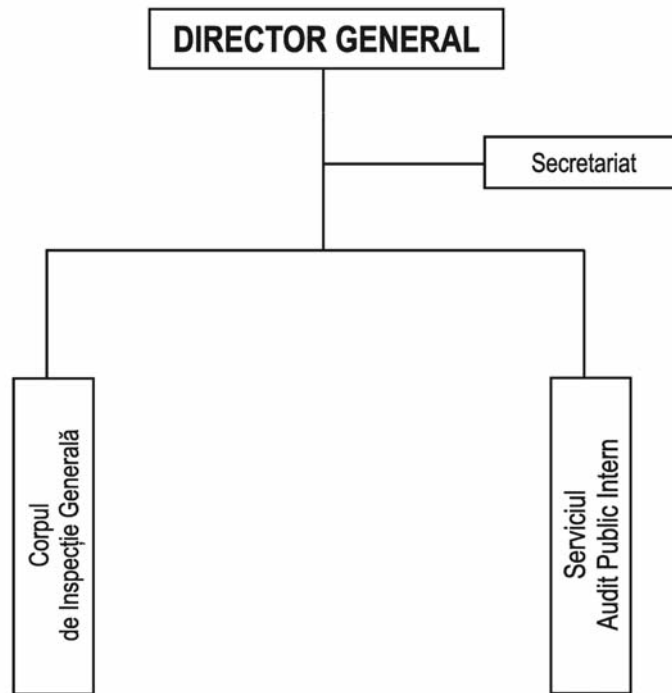 DIRECTOR GENERAL
Secretariat
Corpul
de Inspecție Generală
Serviciul
Audit Public Intern